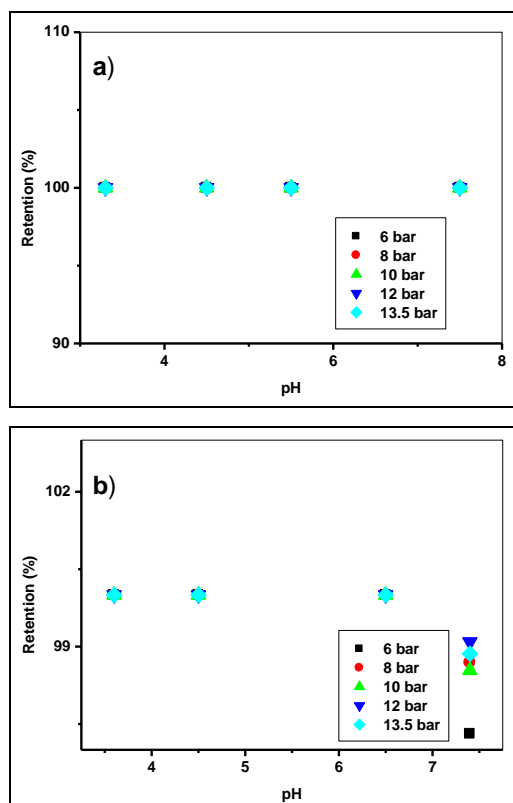 a)
110
100
90
Retention (%)
6 bar
8 bar
10 bar
12 bar
13.5 bar
4 6 8
pH
b)
102
99
Retention (%)
6 bar
8 bar
10 bar
12 bar
13.5 bar
4 5 6 7
pH